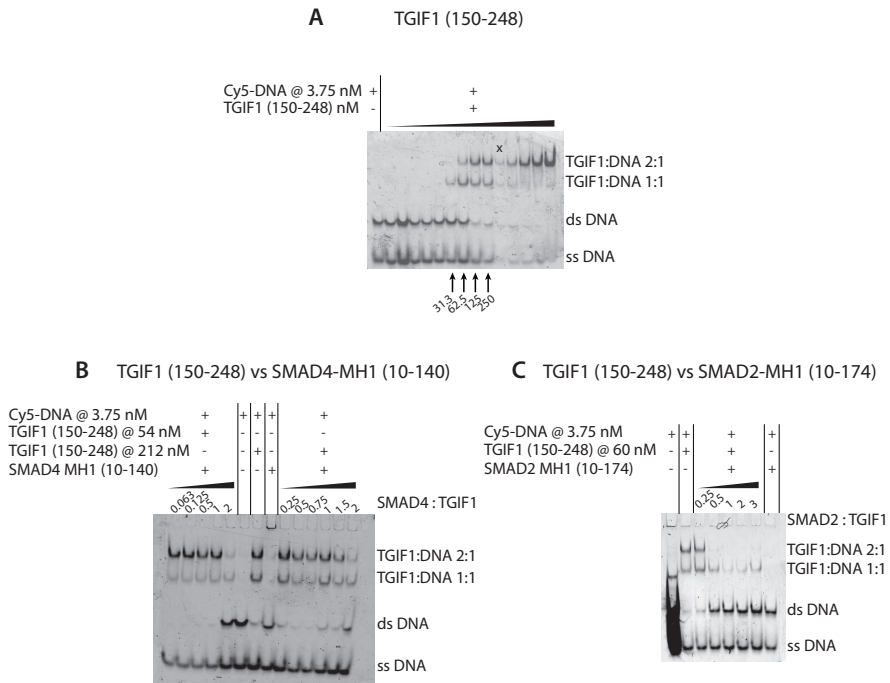 A TGIF1 (150-248)
Cy5-DNA @ 3.75 nM + +
TGIF1 (150-248) nM - +
x
TGIF1:DNA 2:1
TGIF1:DNA 1:1
ds DNA
ss DNA
31.3 62.5 125 250
B TGIF1 (150-248) vs SMAD4-MH1 (10-140)
Cy5-DNA @ 3.75 nM + + + + +
TGIF1 (150-248) @ 54 nM + - - - -
TGIF1 (150-248) @ 212 nM - - + - +
SMAD4 MH1 (10-140) + - - + +
0.063 0.125 0.5 1 2 0.25 0.5 0.75 1 1.5 2 SMAD4 : TGIF1
TGIF1:DNA 2:1
TGIF1:DNA 1:1
ds DNA
ss DNA
C TGIF1 (150-248) vs SMAD2-MH1 (10-174)
Cy5-DNA @ 3.75 nM + + + +
TGIF1 (150-248) @ 60 nM - + + -
SMAD2 MH1 (10-174) - - + +
0.25 0.5 1 2 3
SMAD2 : TGIF1
TGIF1:DNA 2:1
TGIF1:DNA 1:1
ds DNA
ss DNA